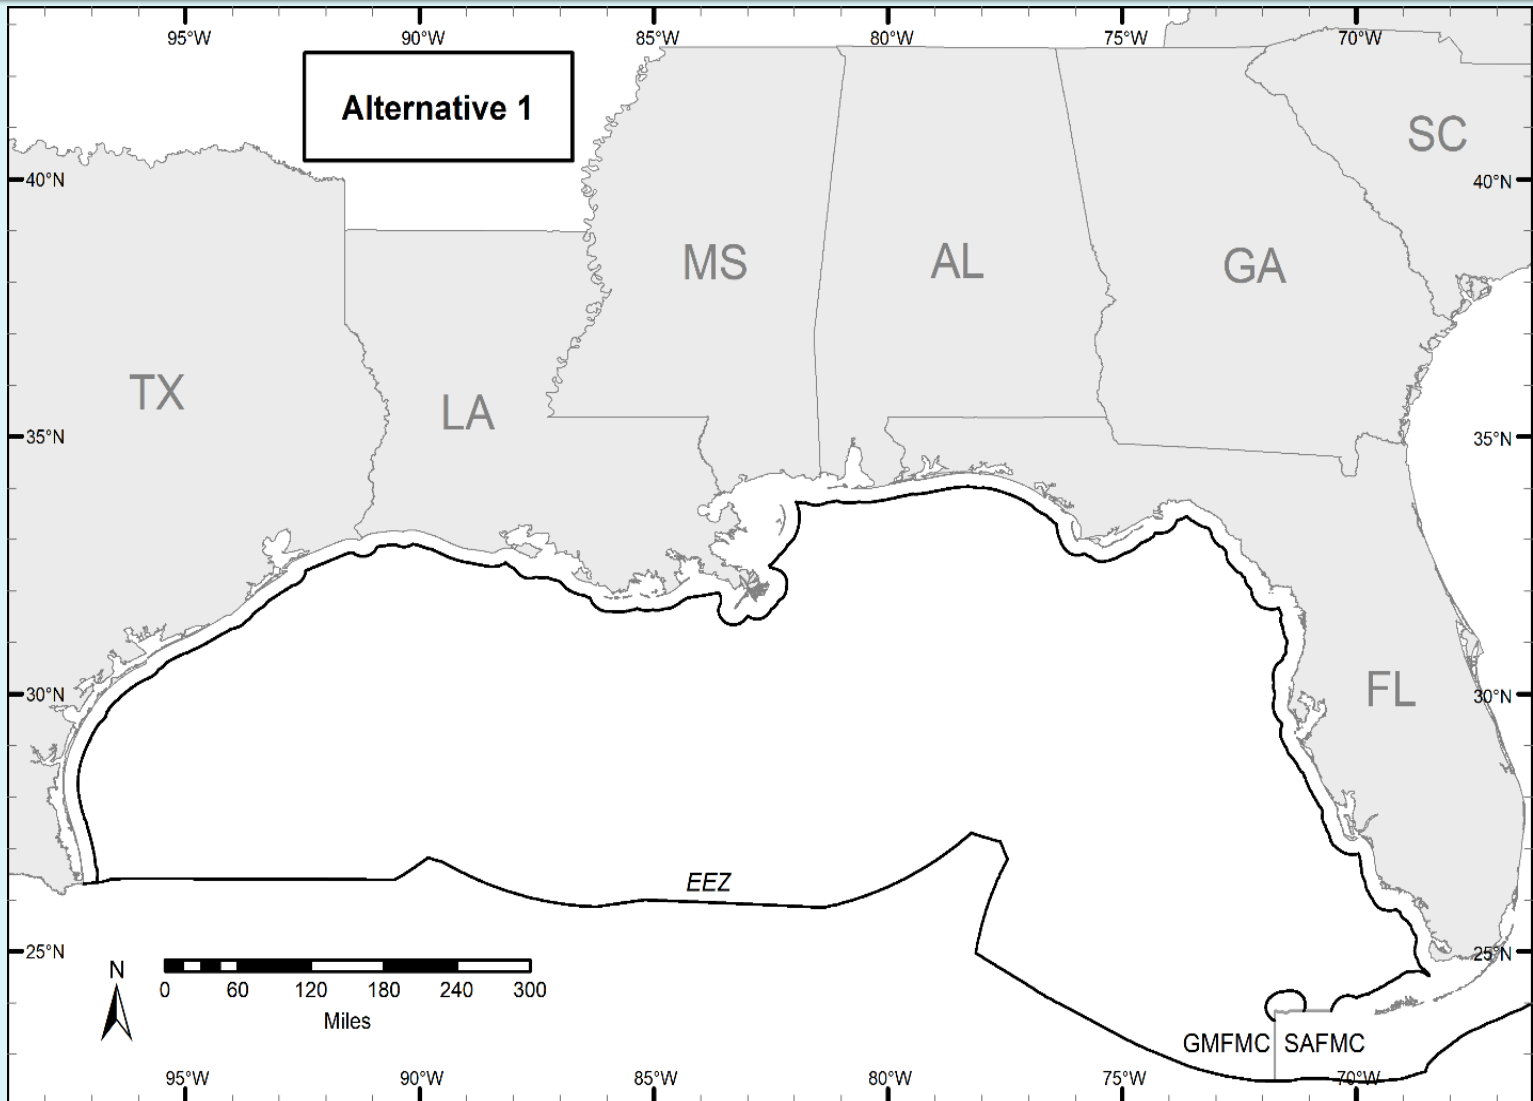 95°W 90°W 85°W 80°W 75°W 70°W
Alternative 1
SC
40°N 40°N
MS AL GA
TX LA
35°N 35°N
30°N FL 30°N
EEZ
25°N 25°N
N
0 60 120 180 240 300
Miles
GMFMC SAFMC
95°W 90°W 85°W 80°W 75°W 70°W